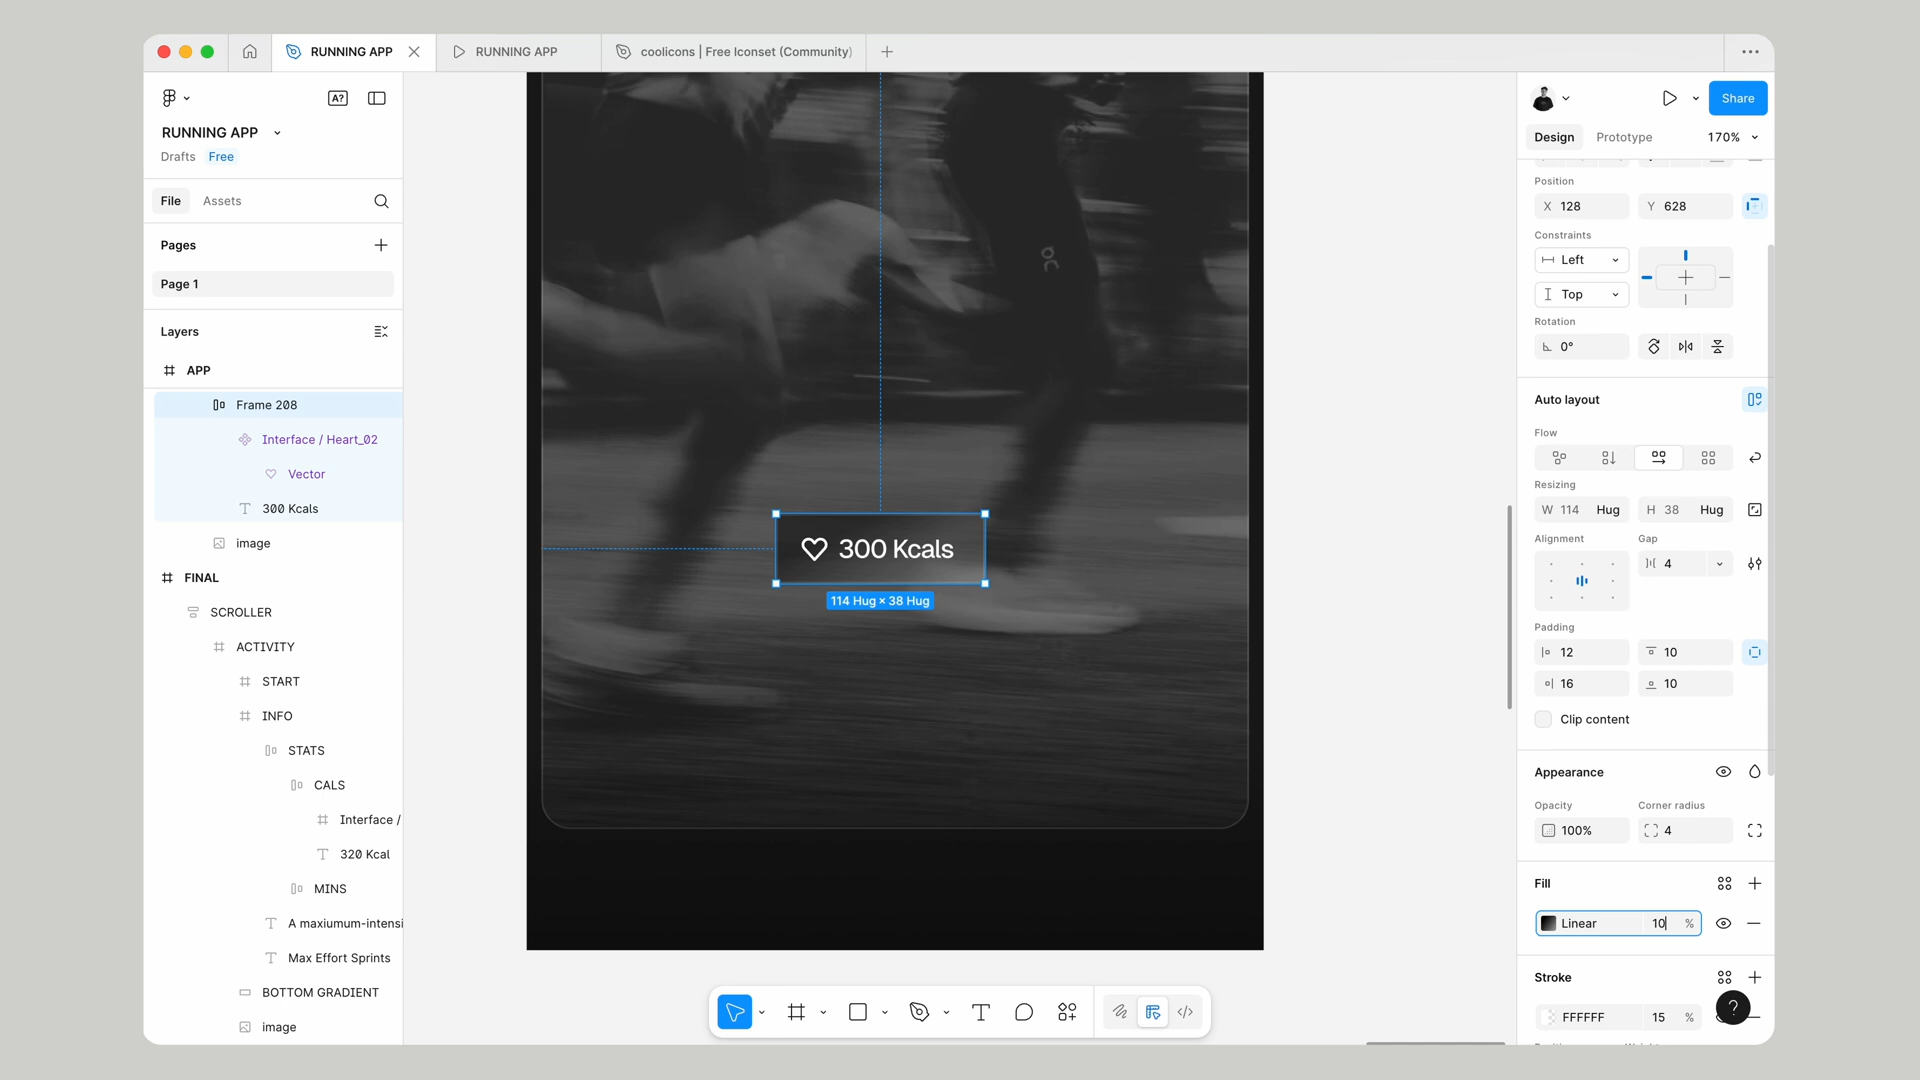 RUNNING APP
RUNNING APP
coolicons | Free Iconset (Community)
A?
RUNNING APP
Drafts Free
File Assets
Pages
Page 1
Layers
APP
Frame 208
Interface / Heart_02
Vector
300 Kcals
image
FINAL
SCROLLER
ACTIVITY
START
INFO
STATS
CALS
Interface /
320 Kcal
MINS
A maxiumum-intensi
Max Effort Sprints
BOTTOM GRADIENT
image
300 Kcals
114 Hug × 38 Hug
Share
Design Prototype 170%
Position
X 128 Y 628
Constraints
Left
Top
Rotation
0°
Auto layout
Flow
Resizing
W 114 Hug H 38 Hug
Alignment Gap
4
Padding
12 10
16 10
Clip content
Appearance
Opacity Corner radius
100% 4
Fill
Linear 10 %
Stroke
FFFFFF 15 %
?